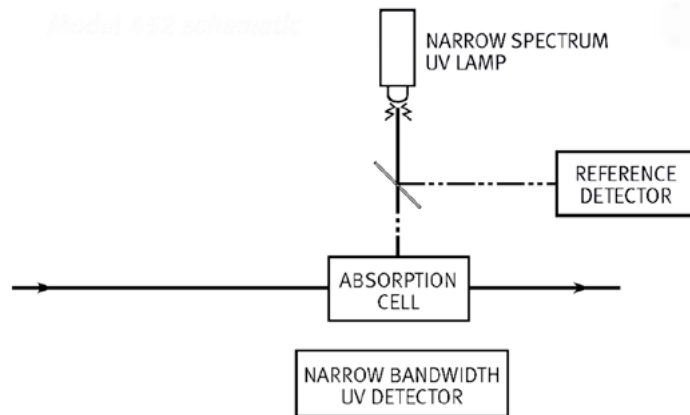 NARROW SPECTRUM
UV LAMP
REFERENCE
DETECTOR
ABSORPTION
CELL
NARROW BANDWIDTH
UV DETECTOR